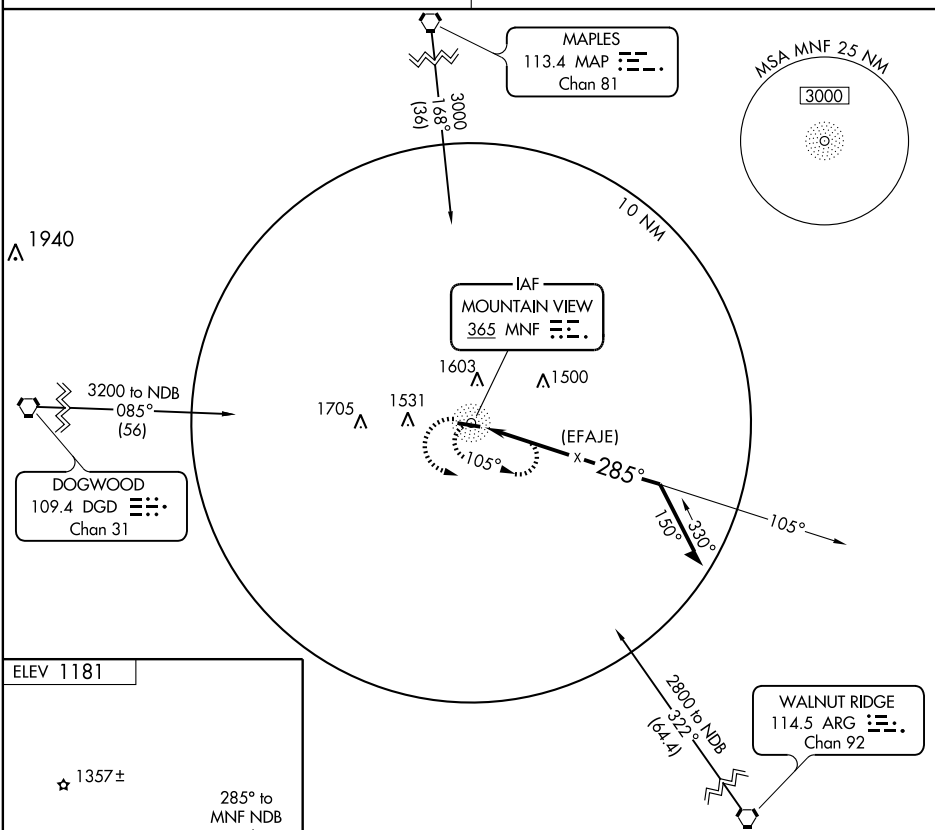 MAPLES
113.4 MAP
Chan 81
MSA MNF 25 NM
3000
3000
168°
(36)
10 NM
1940
IAF
MOUNTAIN VIEW
365 MNF
1603
1500
3200 to NDB
085°
(56)
1705
1531
(EFAJE)
x
285°
105°
DOGWOOD
109.4 DGD
Chan 31
150°
330°
105°
ELEV 1181
2800 to NDB
322°
(64.4)
WALNUT RIDGE
114.5 ARG
Chan 92
1357±
285° to
MNF NDB